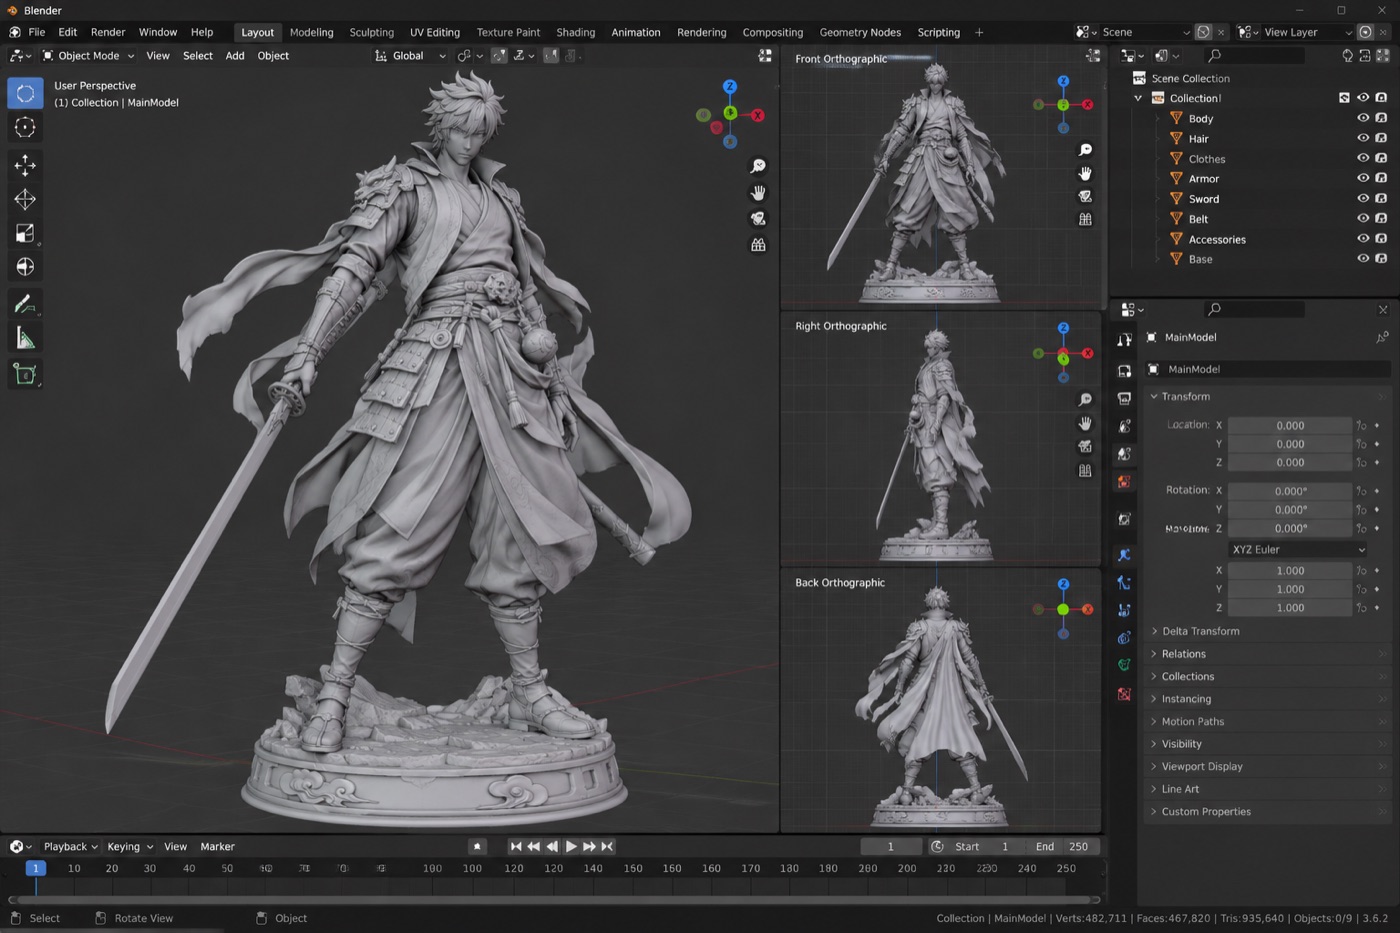 Blender
File Edit Render Window Help Layout Modeling Sculpting UV Editing Texture Paint Shading Animation Rendering Compositing Geometry Nodes Scripting + Scene View Layer
Object Mode View Select Add Object Global
User Perspective
(1) Collection | MainModel
Z
X
Front Orthographic
Z
X
Right Orthographic
Z
X
Back Orthographic
Z
X
Scene Collection
Collection
Body
Hair
Clothes
Armor
Sword
Belt
Accessories
Base
MainModel
MainModel
Transform
Location: X 0.000
Y 0.000
Z 0.000
Rotation: X 0.000°
Y 0.000°
Z 0.000°
XYZ Euler
X 1.000
Y 1.000
Z 1.000
Delta Transform
Relations
Collections
Instancing
Motion Paths
Visibility
Viewport Display
Line Art
Custom Properties
Playback Keying View Marker 1 Start 1 End 250
1 10 20 30 40 50 100 100 120 120 140 150 160 160 170 180 180 200 200 220 240 250
Select Rotate View Object Collection | MainModel | Verts:482,711 | Faces:467,820 | Tris:935,640 | Objects:0/9 | 3.6.2